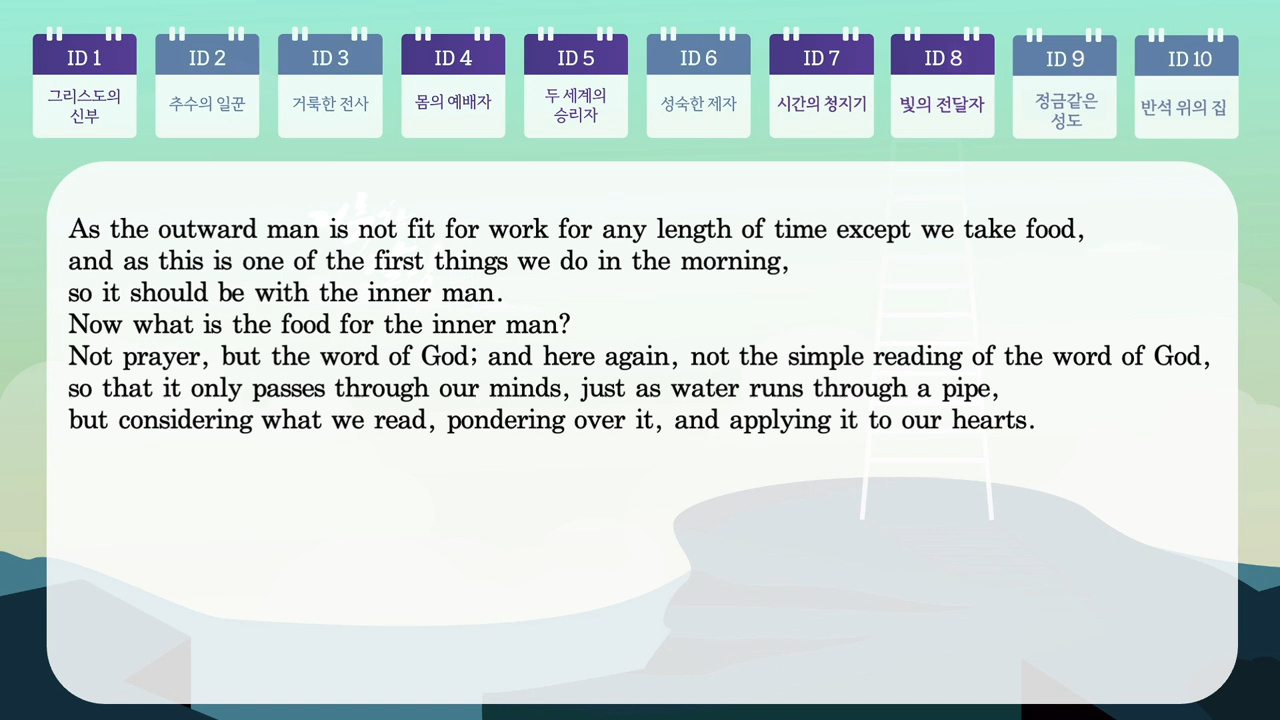 ID 1
그리스도의
신부
ID 2
추수의 일꾼
ID 3
거룩한 전사
ID 4
몸의 예배자
ID 5
두 세계의
승리자
ID 6
성숙한 제자
ID 7
시간의 청지기
ID 8
빛의 전달자
ID 9
정금같은
성도
ID 10
반석 위의 집
As the outward man is not fit for work for any length of time except we take food,
and as this is one of the first things we do in the morning,
so it should be with the inner man.
Now what is the food for the inner man?
Not prayer, but the word of God; and here again, not the simple reading of the word of God,
so that it only passes through our minds, just as water runs through a pipe,
but considering what we read, pondering over it, and applying it to our hearts.